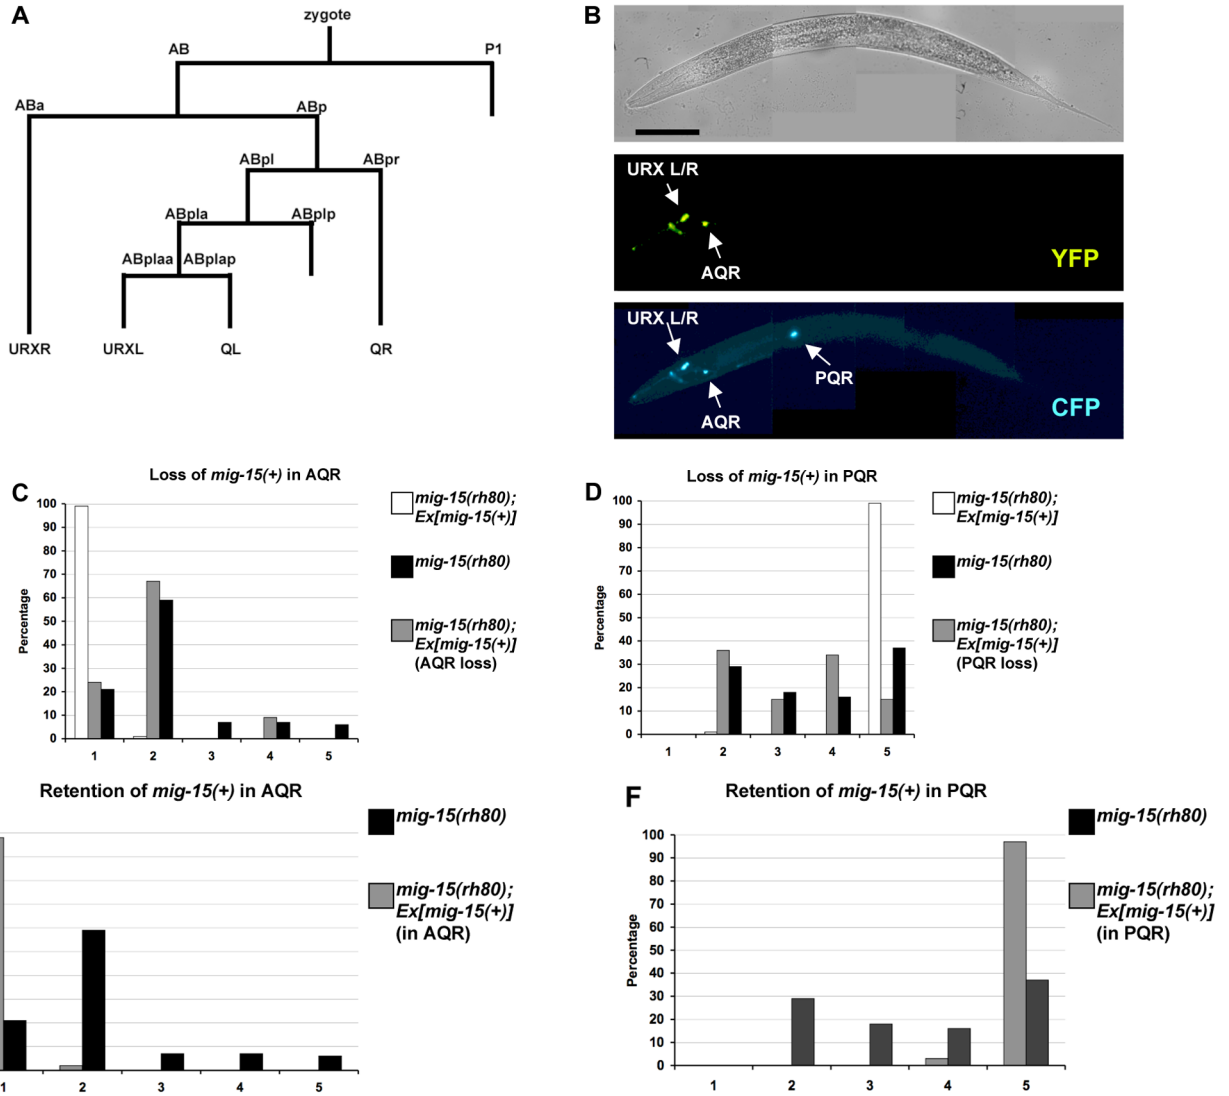 A
zygote
AB
P1
ABa
ABp
ABpl
ABpr
ABpla
ABplp
ABplaa
ABplap
URXR
URXL
QL
QR
B
URX L/R
AQR
YFP
URX L/R
PQR
AQR
CFP
C
Loss of mig-15(+) in AQR
Percentage
100
90
80
70
60
50
40
30
20
10
0
1 2 3 4 5
mig-15(rh80);
Ex[mig-15(+)]
mig-15(rh80)
mig-15(rh80);
Ex[mig-15(+)]
(AQR loss)
D
Loss of mig-15(+) in PQR
Percentage
100
90
80
70
60
50
40
30
20
10
0
1 2 3 4 5
mig-15(rh80);
Ex[mig-15(+)]
mig-15(rh80)
mig-15(rh80);
Ex[mig-15(+)]
(PQR loss)
Retention of mig-15(+) in AQR
1 2 3 4 5
mig-15(rh80)
mig-15(rh80);
Ex[mig-15(+)]
(in AQR)
F
Retention of mig-15(+) in PQR
Percentage
100
90
80
70
60
50
40
30
20
10
0
1 2 3 4 5
mig-15(rh80)
mig-15(rh80);
Ex[mig-15(+)]
(in PQR)